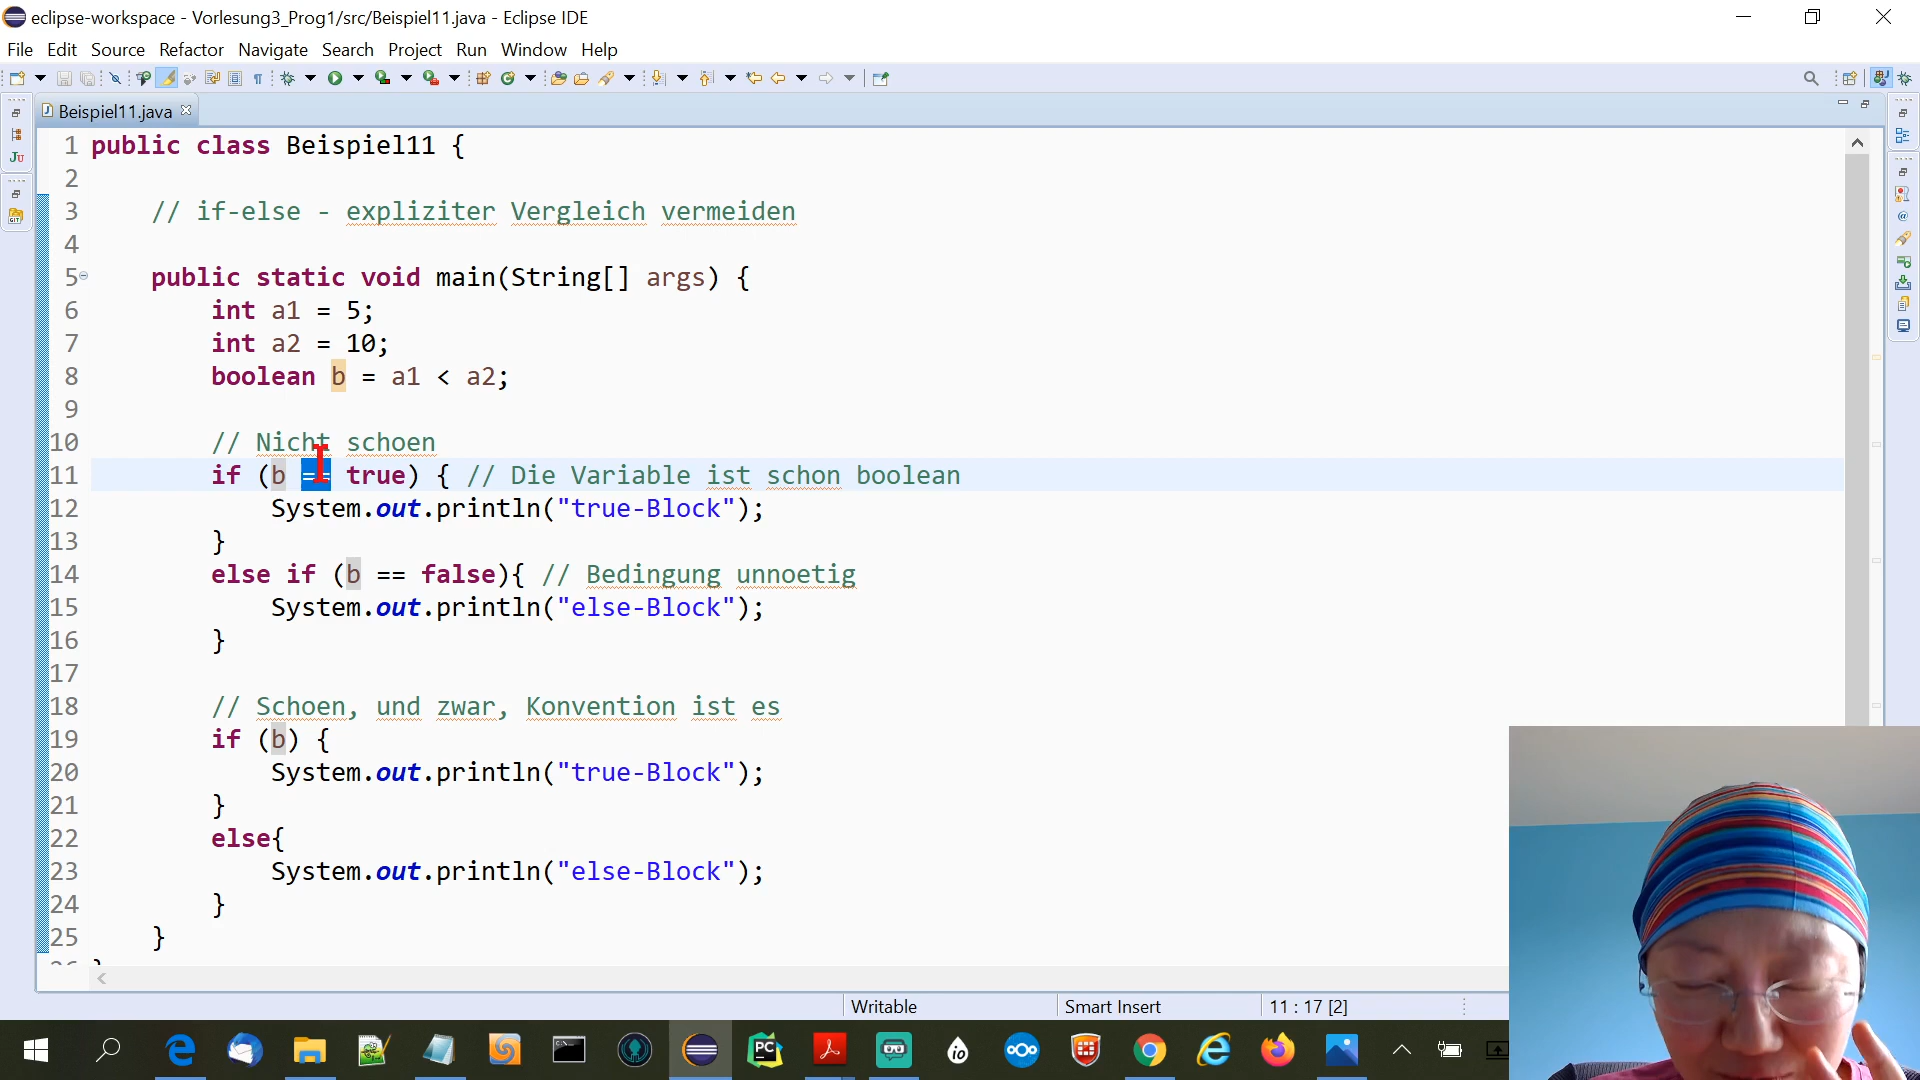 eclipse-workspace - Vorlesung3_Prog1/src/Beispiel11.java - Eclipse IDE
File Edit Source Refactor Navigate Search Project Run Window Help
Beispiel11.java
1 public class Beispiel11 {
2
3 // if-else - expliziter Vergleich vermeiden
4
5 public static void main(String[] args) {
6 int a1 = 5;
7 int a2 = 10;
8 boolean b = a1 < a2;
9
10 // Nicht schoen
11 if (b == true) { // Die Variable ist schon boolean
12 System.out.println("true-Block");
13 }
14 else if (b == false){ // Bedingung unnoetig
15 System.out.println("else-Block");
16 }
17
18 // Schoen, und zwar, Konvention ist es
19 if (b) {
20 System.out.println("true-Block");
21 }
22 else{
23 System.out.println("else-Block");
24 }
25 }
Writable Smart Insert 11 : 17 [2]